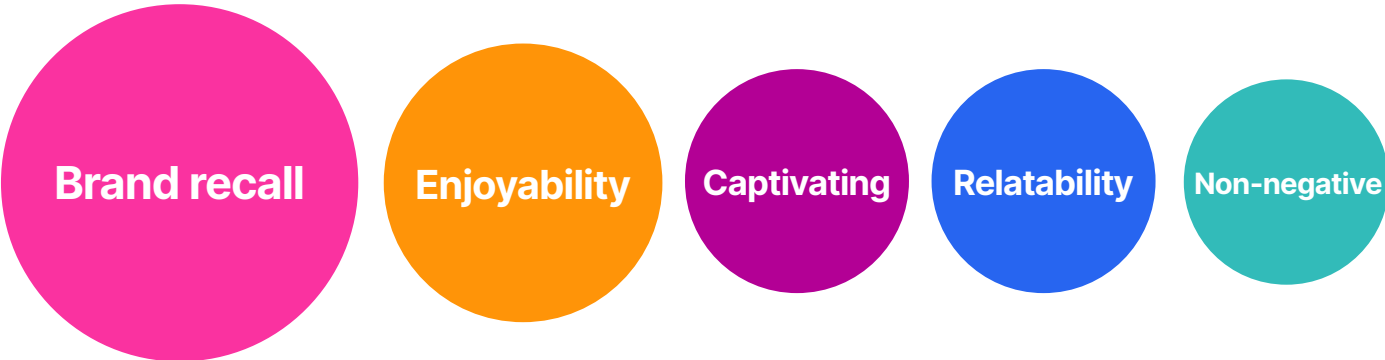 Brand recall
Enjoyability
Captivating
Relatability
Non-negative